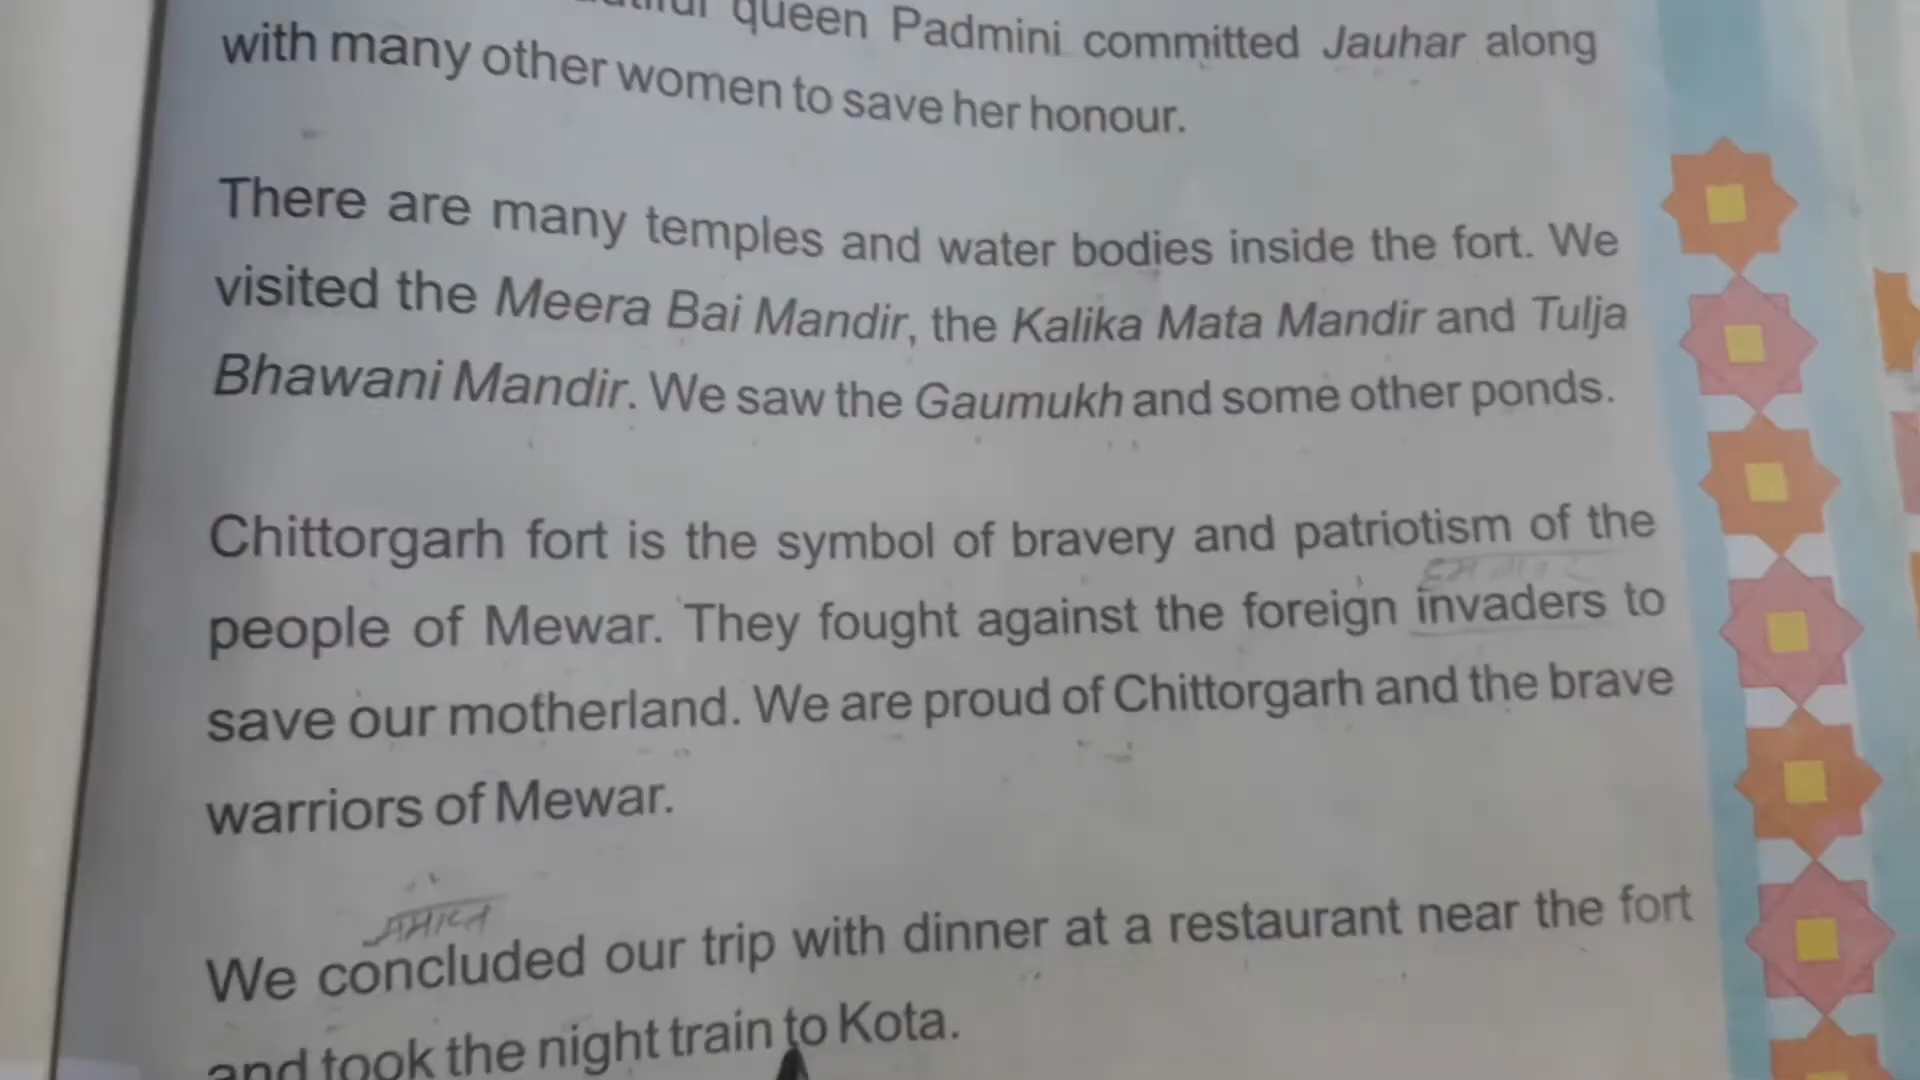 queen Padmini committed Jauhar along
with many other women to save her honour.
There are many temples and water bodies inside the fort. We
visited the Meera Bai Mandir, the Kalika Mata Mandir and Tulja
Bhawani Mandir. We saw the Gaumukh and some other ponds.
Chittorgarh fort is the symbol of bravery and patriotism of the
people of Mewar. They fought against the foreign invaders to
save our motherland. We are proud of Chittorgarh and the brave
warriors of Mewar.
समाप्त
We concluded our trip with dinner at a restaurant near the fort
and took the night train to Kota.